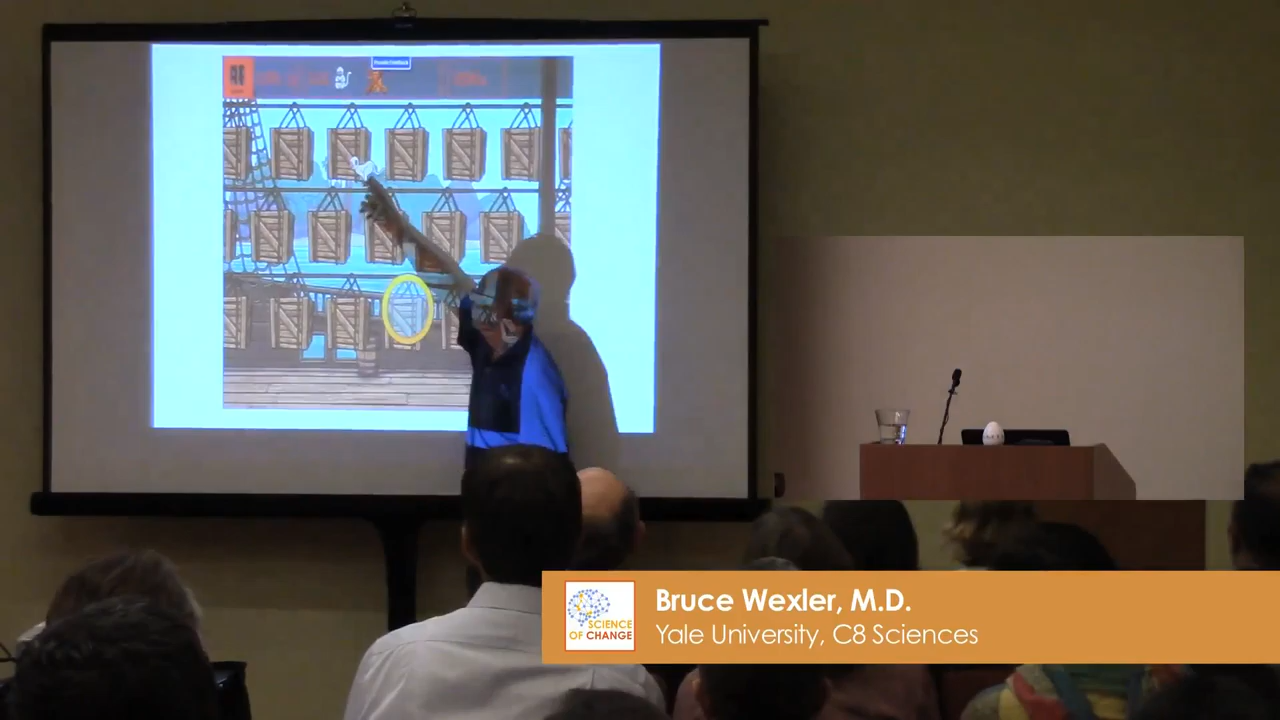 Bruce Wexler, M.D.
Yale University, C8 Sciences
SCIENCE
OF CHANGE